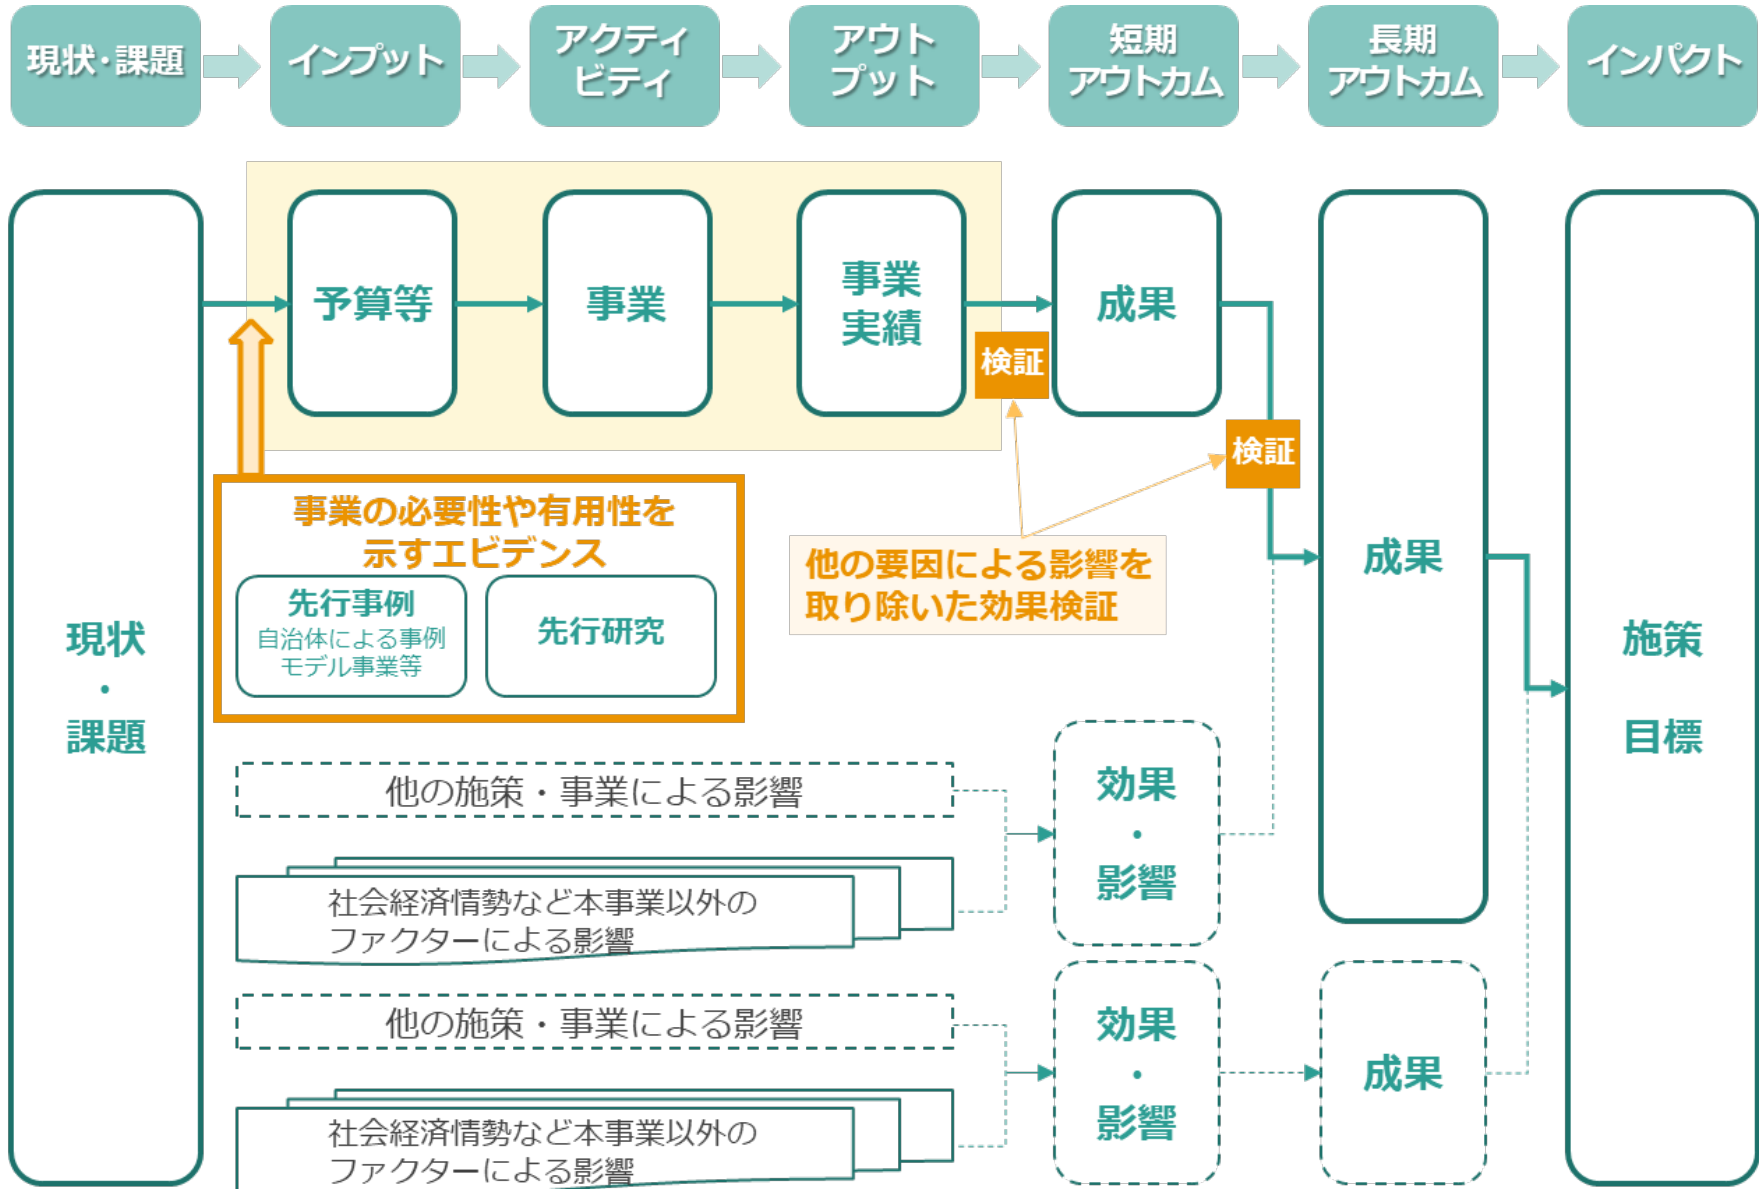 現状・課題
インプット
アクティ
ビティ
アウト
プット
短期
アウトカム
長期
アウトカム
インパクト
現状
・
課題
予算等
事業
事業
実績
成果
検証
検証
事業の必要性や有用性を
示すエビデンス
先行事例
自治体による事例
モデル事業等
先行研究
他の要因による影響を
取り除いた効果検証
成果
施策
目標
他の施策・事業による影響
社会経済情勢など本事業以外の
ファクターによる影響
効果
・
影響
他の施策・事業による影響
社会経済情勢など本事業以外の
ファクターによる影響
効果
・
影響
成果